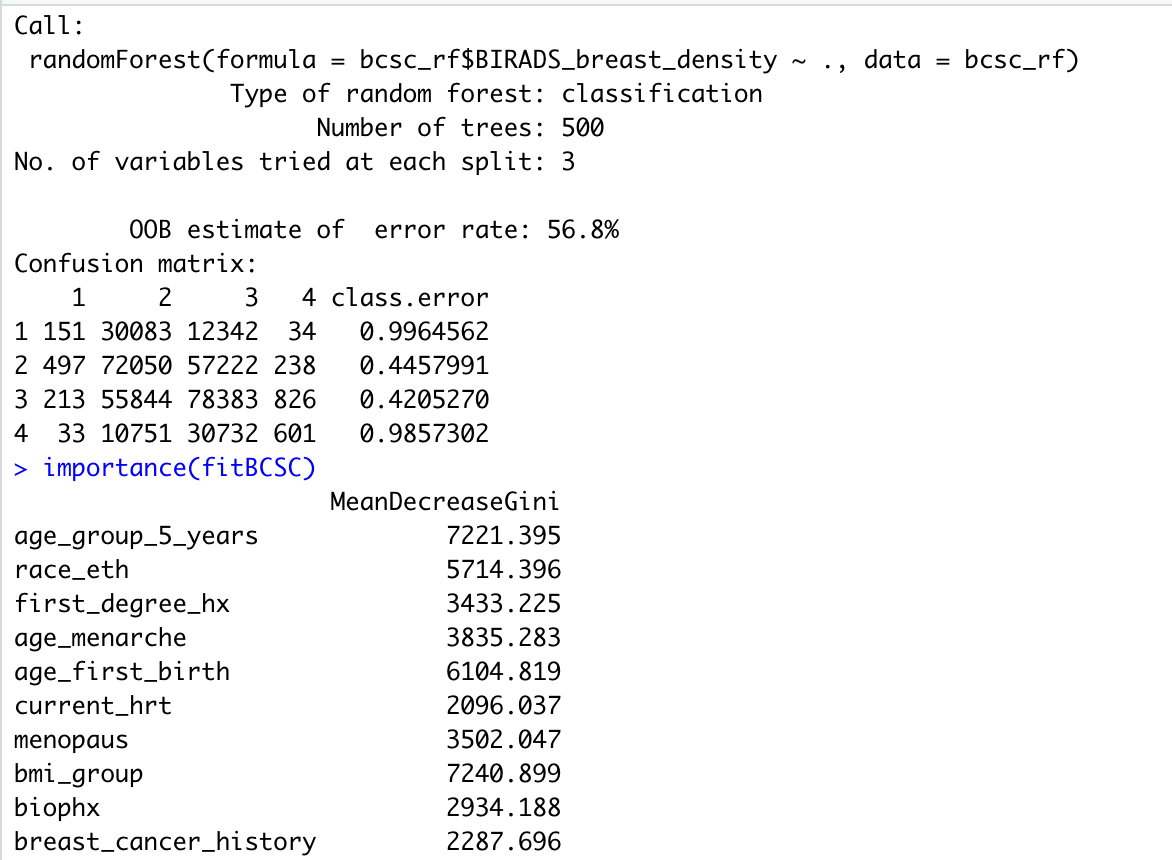 Call:
 randomForest(formula = bcsc_rf$BIRADS_breast_density ~ ., data = bcsc_rf)
               Type of random forest: classification
                     Number of trees: 500
No. of variables tried at each split: 3

        OOB estimate of  error rate: 56.8%
Confusion matrix:
    1     2     3   4 class.error
1 151 30083 12342  34   0.9964562
2 497 72050 57222 238   0.4457991
3 213 55844 78383 826   0.4205270
4  33 10751 30732 601   0.9857302
> importance(fitBCSC)
                      MeanDecreaseGini
age_group_5_years             7221.395
race_eth                      5714.396
first_degree_hx               3433.225
age_menarche                  3835.283
age_first_birth               6104.819
current_hrt                   2096.037
menopaus                      3502.047
bmi_group                     7240.899
biophx                        2934.188
breast_cancer_history         2287.696